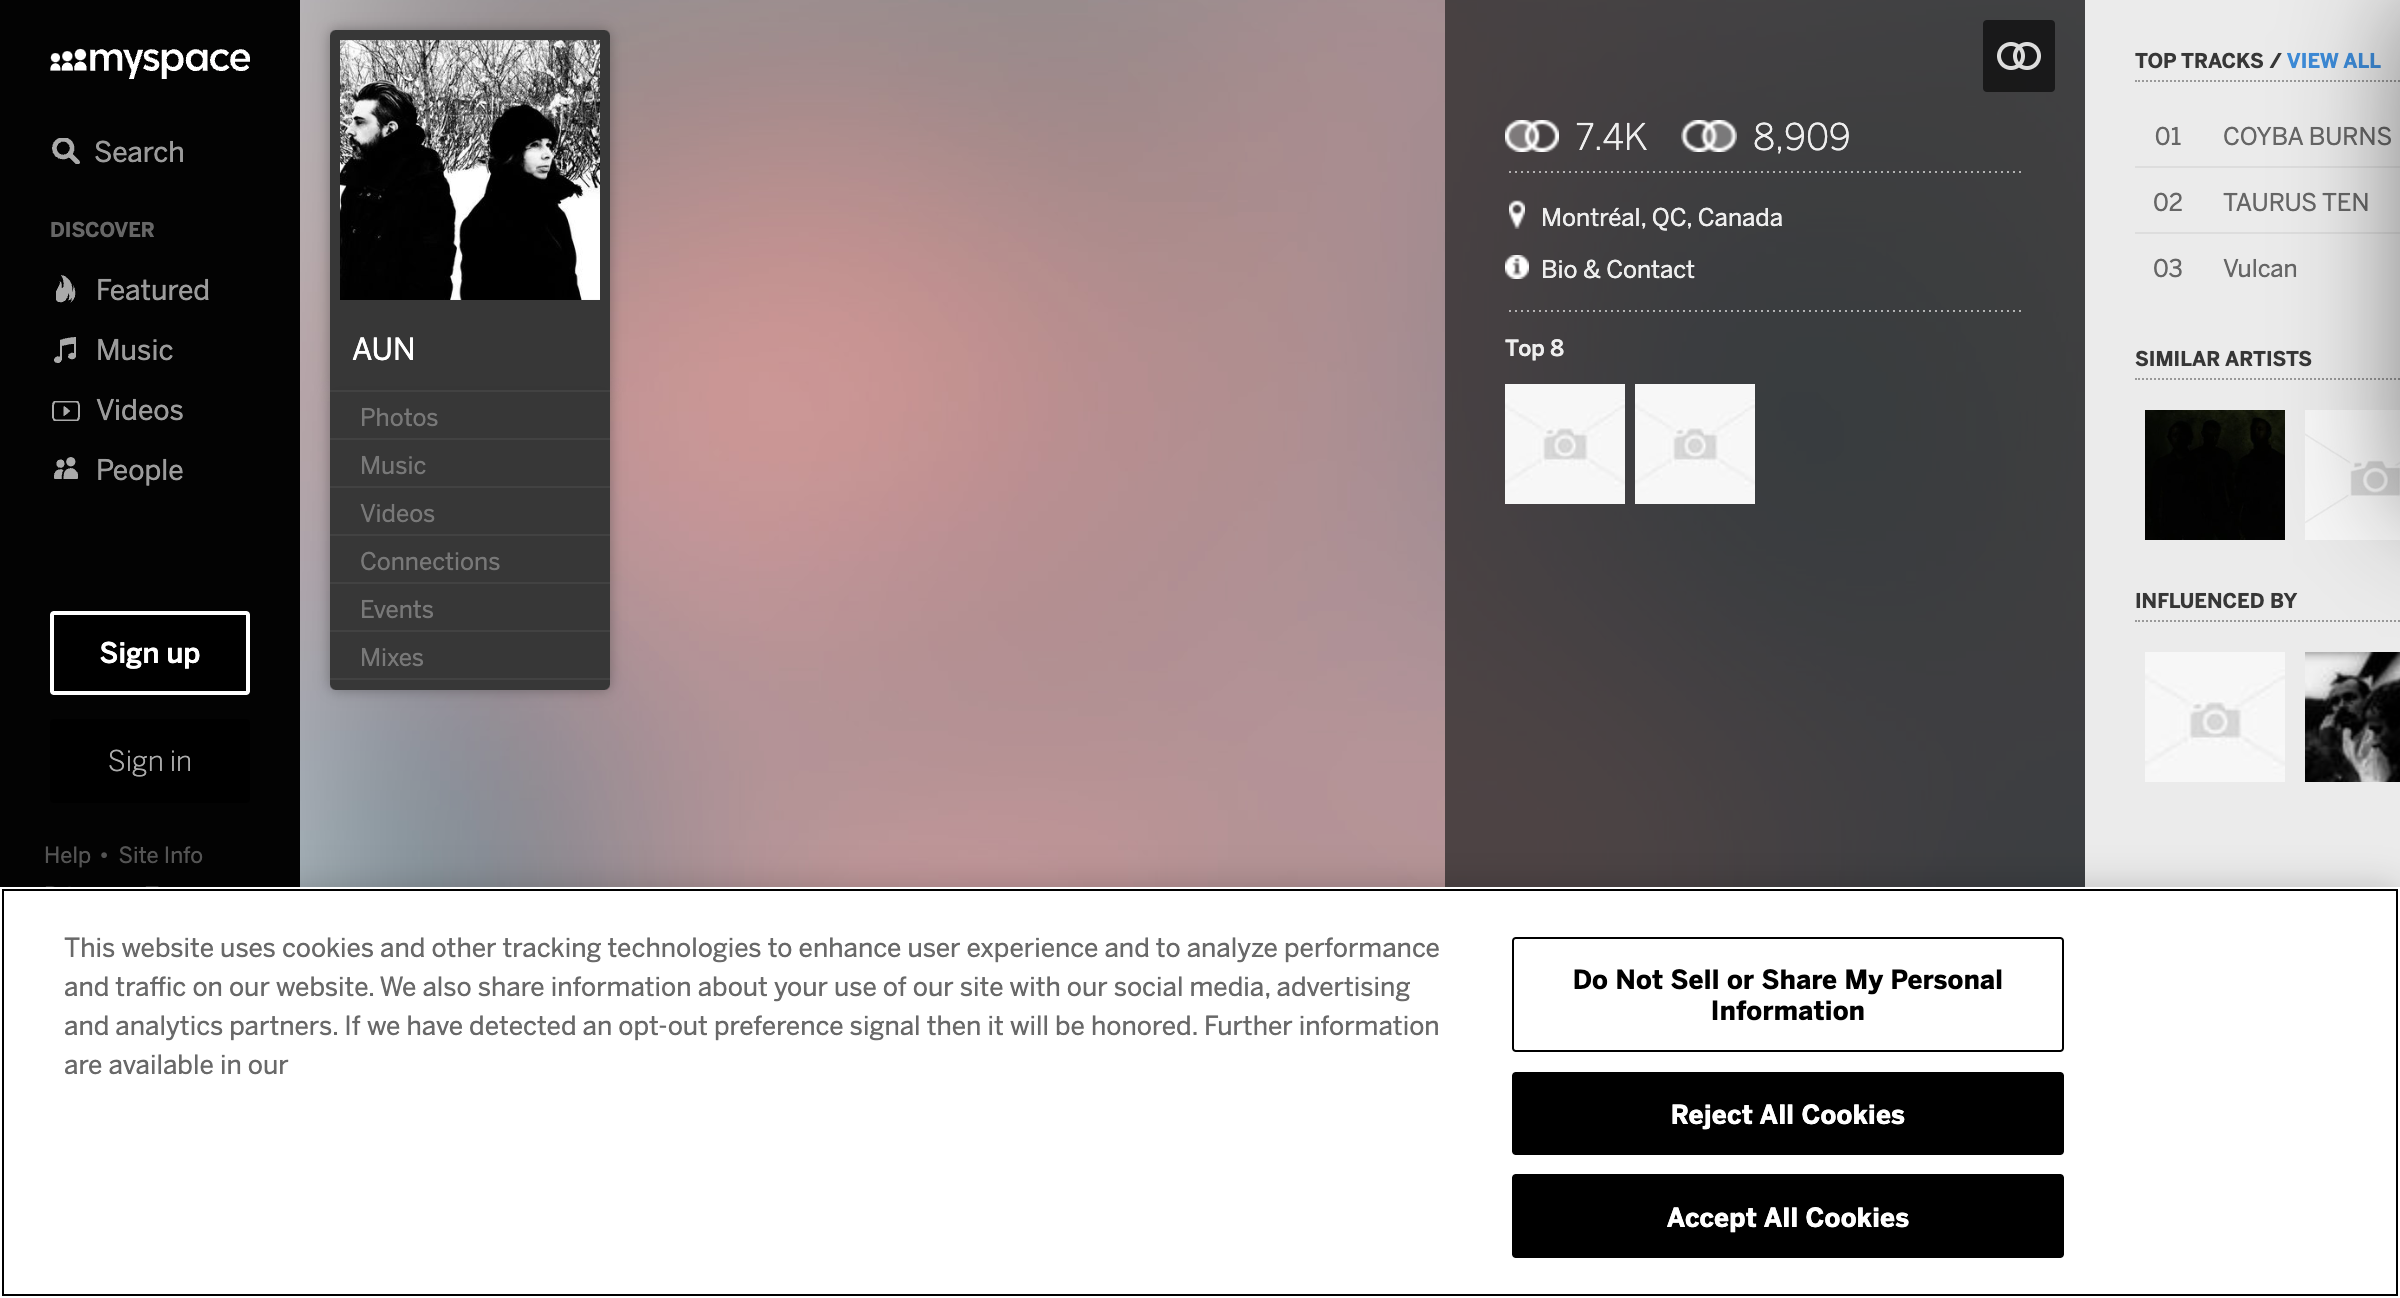 myspace
Search
DISCOVER
Featured
Music
Videos
People
Sign up
Sign in
Help • Site Info
AUN
Photos
Music
Videos
Connections
Events
Mixes
7.4K 8,909
Montréal, QC, Canada
Bio & Contact
Top 8
TOP TRACKS / VIEW ALL
01 COYBA BURNS
02 TAURUS TEN
03 Vulcan
SIMILAR ARTISTS
INFLUENCED BY
This website uses cookies and other tracking technologies to enhance user experience and to analyze performance
and traffic on our website. We also share information about your use of our site with our social media, advertising
and analytics partners. If we have detected an opt-out preference signal then it will be honored. Further information
are available in our
Do Not Sell or Share My Personal
Information
Reject All Cookies
Accept All Cookies